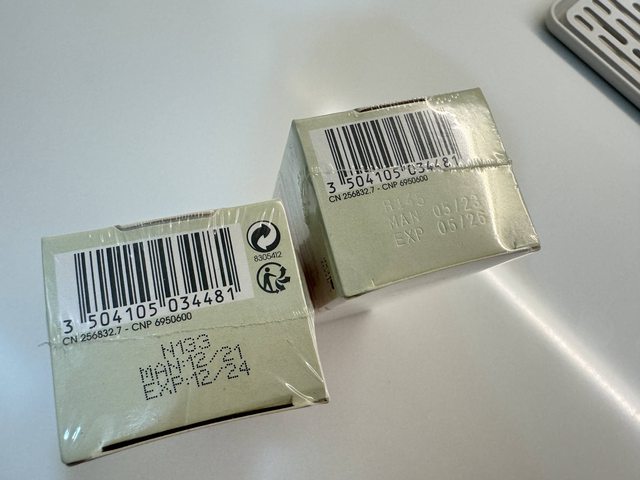 3 504105 034481
CN 256832.7 - CNP 6950600
8305412
N133
MAN:12/21
EXP:12/24
3 504105 034481
CN 256832.7 - CNP 6950600
MAN 05/23
EXP 05/26